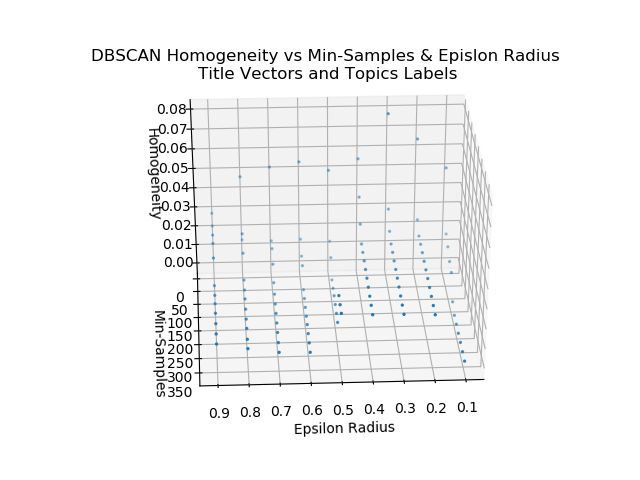 DBSCAN Homogeneity vs Min-Samples & Epislon Radius
Title Vectors and Topics Labels
0.08
0.07
0.06
0.05
0.04
0.03
0.02
0.01
0.00
Homogeneity
0
50
100
150
200
250
300
350
Min-Samples
0.9 0.8 0.7 0.6 0.5 0.4 0.3 0.2 0.1
Epsilon Radius